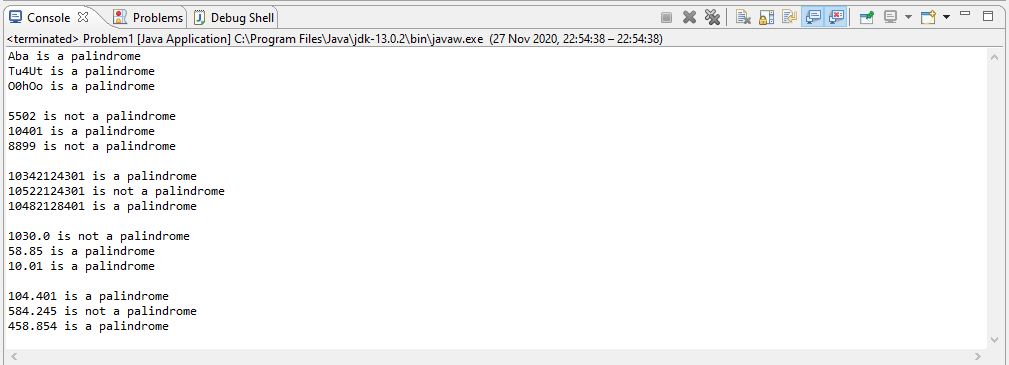 Console Problems Debug Shell
<terminated> Problem1 [Java Application] C:\Program Files\Java\jdk-13.0.2\bin\javaw.exe (27 Nov 2020, 22:54:38 – 22:54:38)
Aba is a palindrome
Tu4Ut is a palindrome
O0hOo is a palindrome
5502 is not a palindrome
10401 is a palindrome
8899 is not a palindrome
10342124301 is a palindrome
10522124301 is not a palindrome
10482128401 is a palindrome
1030.0 is not a palindrome
58.85 is a palindrome
10.01 is a palindrome
104.401 is a palindrome
584.245 is not a palindrome
458.854 is a palindrome